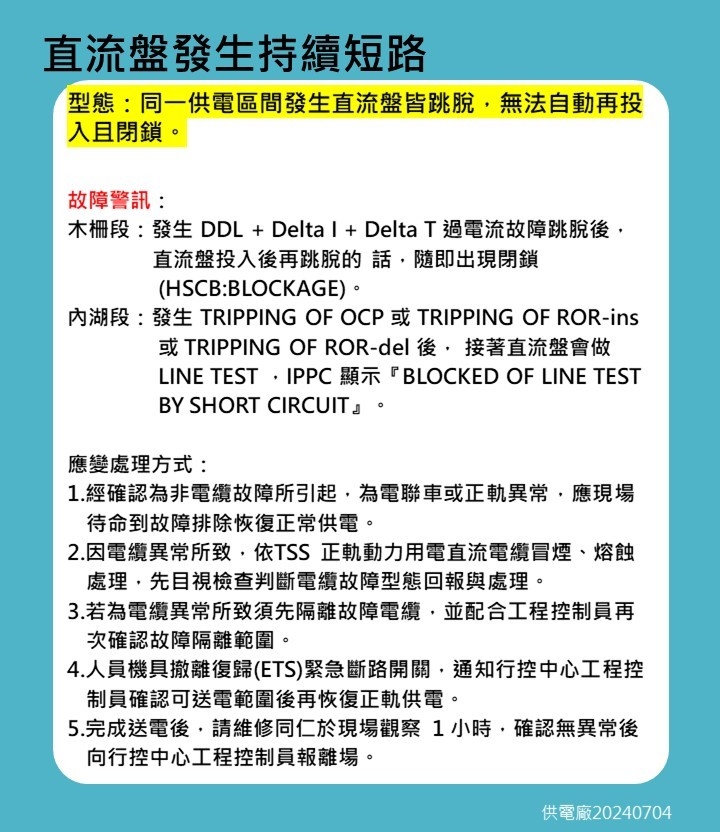 直流盤發生持續短路
型態：同一供電區間發生直流盤皆跳脫，無法自動再投
入且閉鎖。
故障警訊：
木柵段：發生 DDL + Delta I + Delta T 過電流故障跳脫後，
直流盤投入後再跳脫的 話，隨即出現閉鎖
(HSCB:BLOCKAGE)。
內湖段：發生 TRIPPING OF OCP 或 TRIPPING OF ROR-ins
或 TRIPPING OF ROR-del 後， 接著直流盤會做
LINE TEST ，IPPC 顯示『BLOCKED OF LINE TEST
BY SHORT CIRCUIT』。
應變處理方式：
1.經確認為非電纜故障所引起，為電聯車或正軌異常，應現場
待命到故障排除恢復正常供電。
2.因電纜異常所致，依TSS 正軌動力用電直流電纜冒煙、熔蝕
處理，先目視檢查判斷電纜故障型態回報與處理。
3.若為電纜異常所致須先隔離故障電纜，並配合工程控制員再
次確認故障隔離範圍。
4.人員機具撤離復歸(ETS)緊急斷路開關，通知行控中心工程控
制員確認可送電範圍後再恢復正軌供電。
5.完成送電後，請維修同仁於現場觀察 1 小時，確認無異常後
向行控中心工程控制員報離場。
供電廠20240704